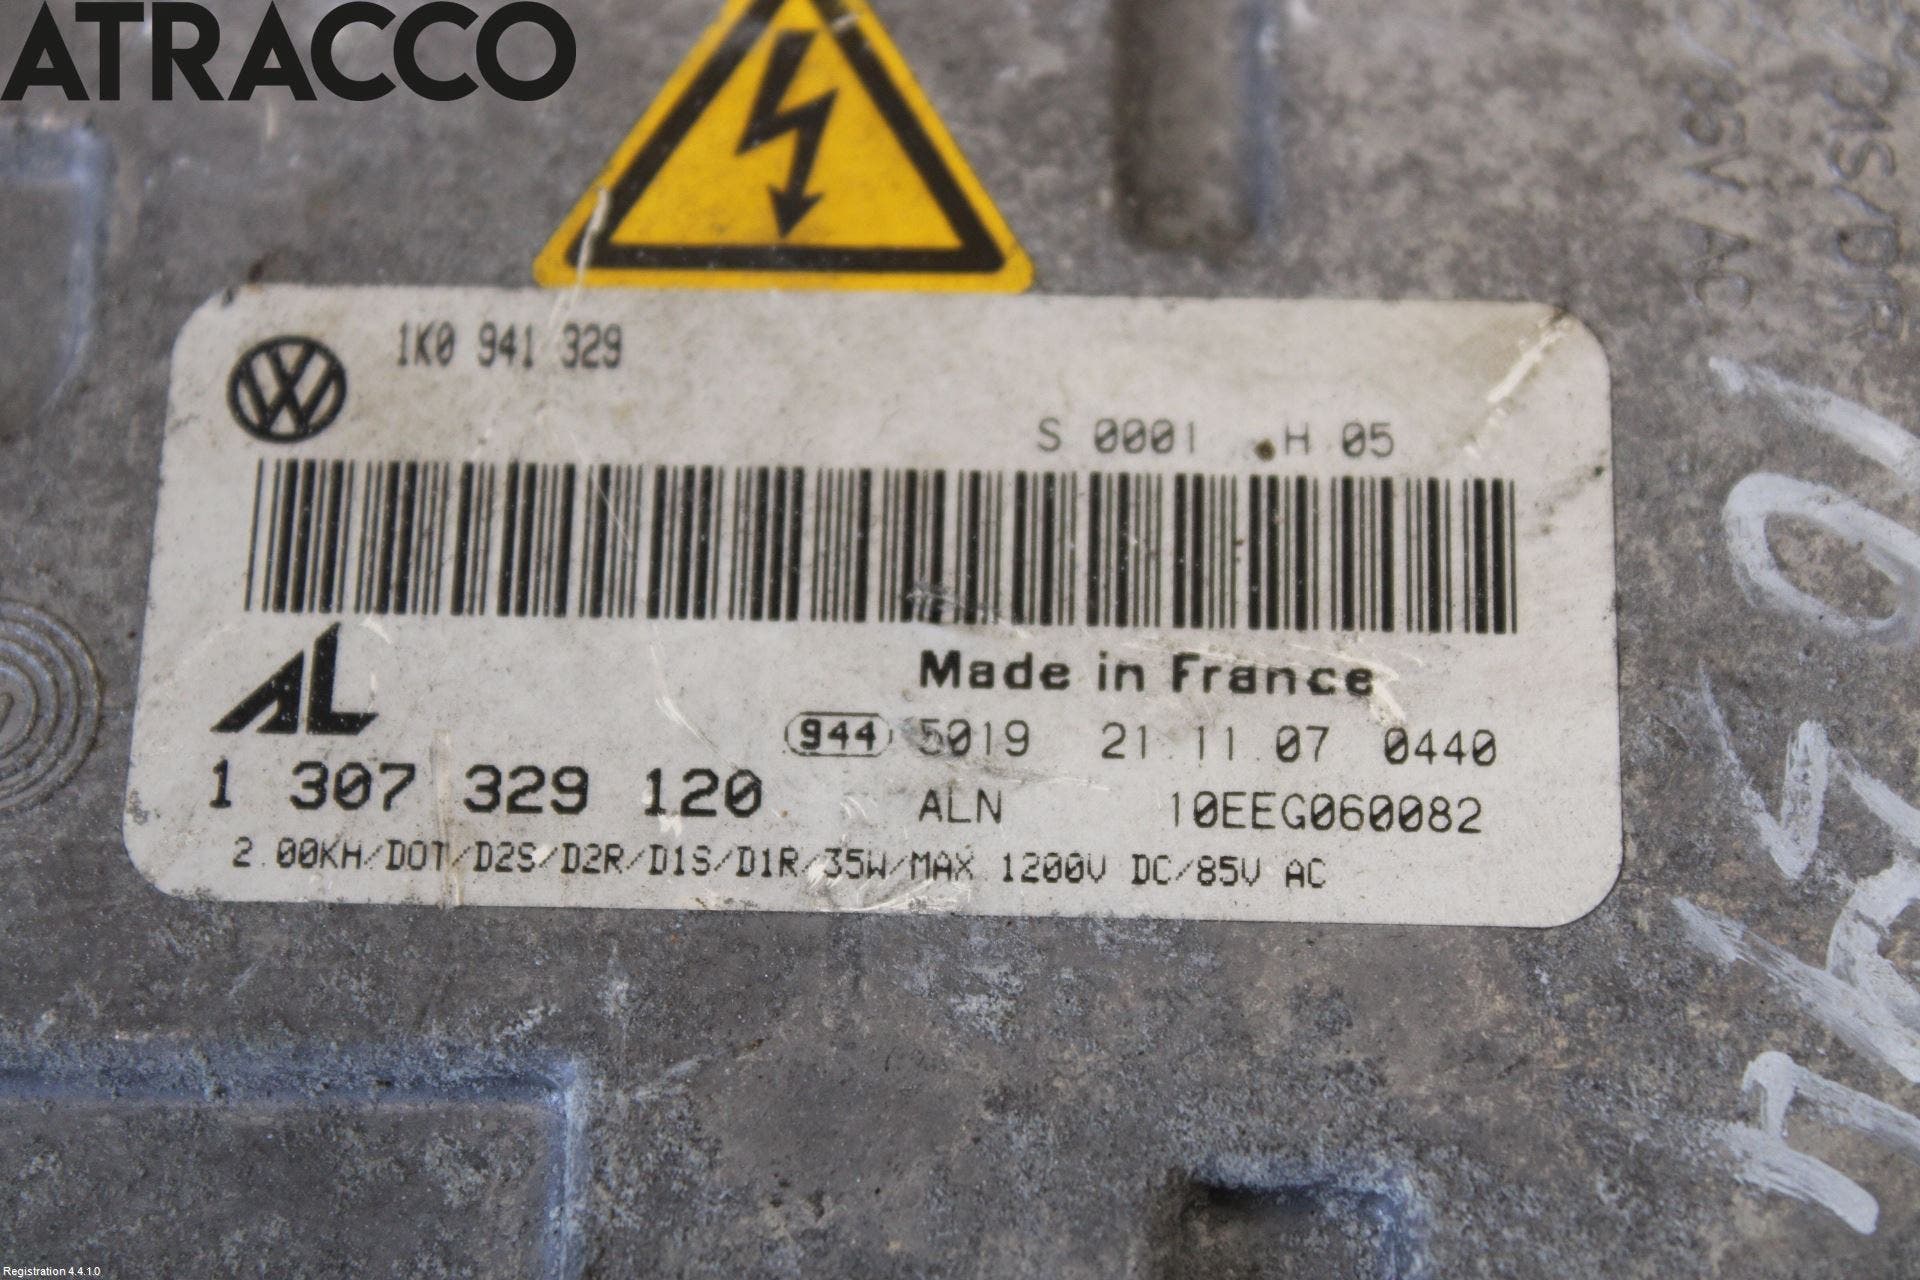 ATRACCO
1K0 941 329
S 0001 H 05
Made in France
944 5019 21.11.07 0440
1 307 329 120
ALN 10EEG060082
2.00KH/DOT/D2S/D2R/D1S/D1R/35W/MAX 1200V DC/85V AC
85V AC
Registration 4.4.1.0